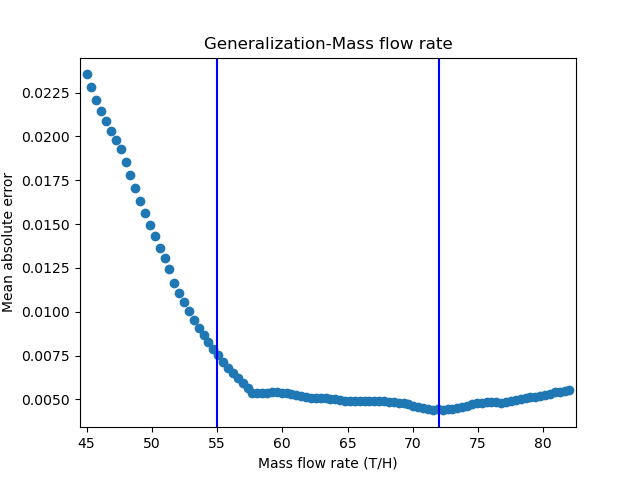 Generalization-Mass flow rate
Mean absolute error
0.0225
0.0200
0.0175
0.0150
0.0125
0.0100
0.0075
0.0050
45 50 55 60 65 70 75 80
Mass flow rate (T/H)